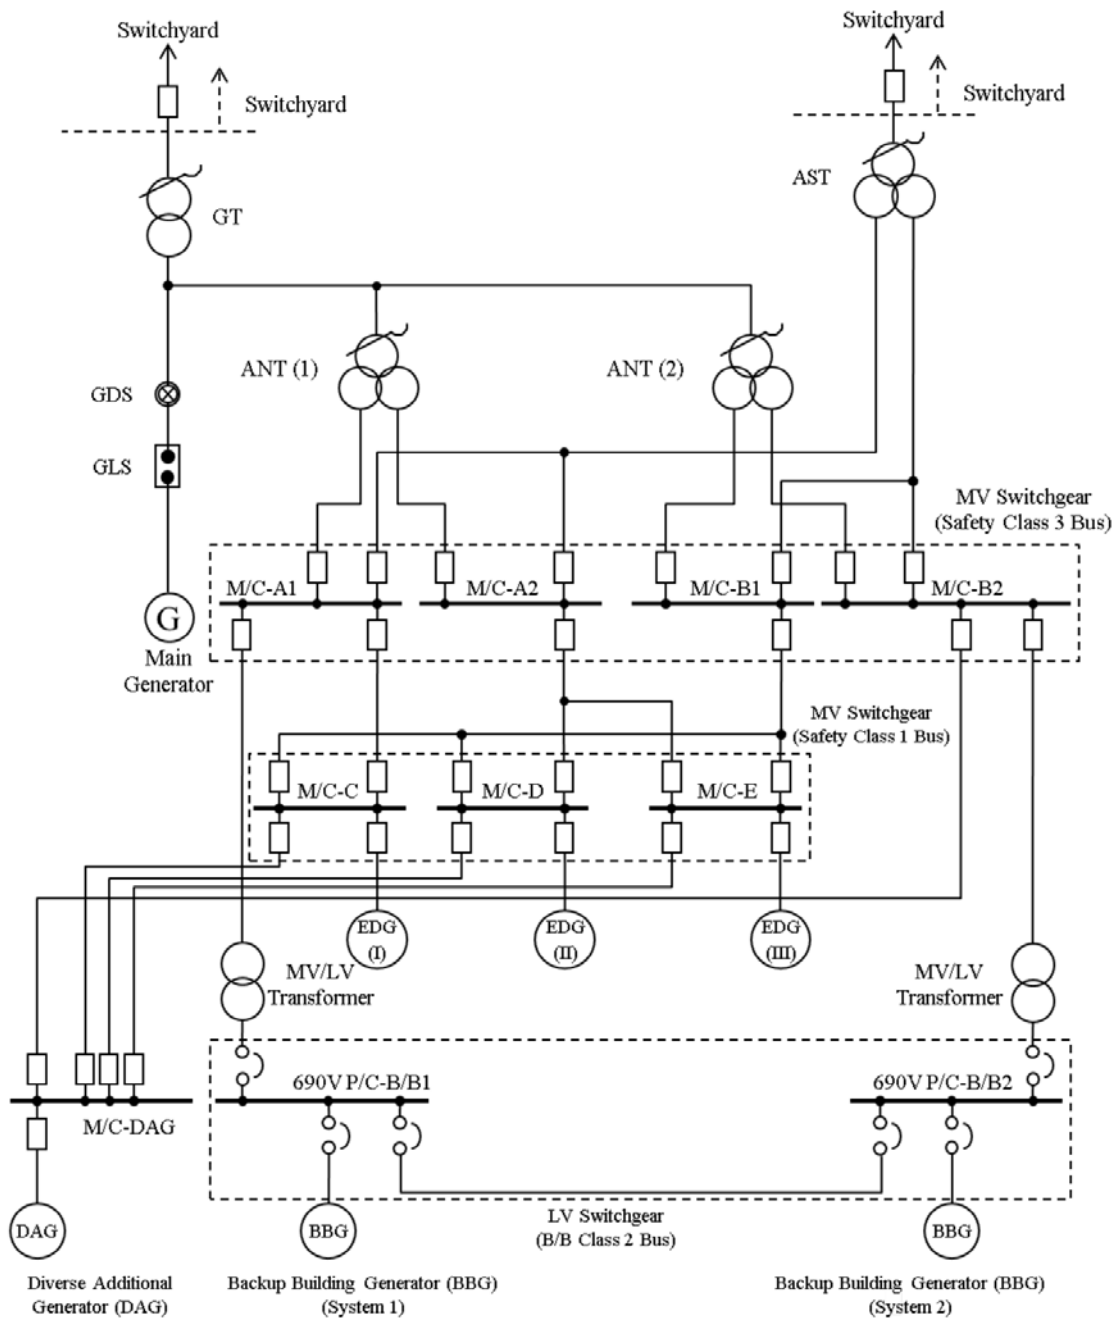 Switchyard
Switchyard
Switchyard
Switchyard
AST
GT
ANT (1)
ANT (2)
GDS
GLS
MV Switchgear
(Safety Class 3 Bus)
M/C-A1
M/C-A2
M/C-B1
M/C-B2
G
Main
Generator
MV Switchgear
(Safety Class 1 Bus)
M/C-C
M/C-D
M/C-E
EDG
(I)
EDG
(II)
EDG
(III)
MV/LV
Transformer
MV/LV
Transformer
690V P/C-B/B1
690V P/C-B/B2
M/C-DAG
DAG
BBG
BBG
LV Switchgear
(B/B Class 2 Bus)
Diverse Additional
Generator (DAG)
Backup Building Generator (BBG)
(System 1)
Backup Building Generator (BBG)
(System 2)